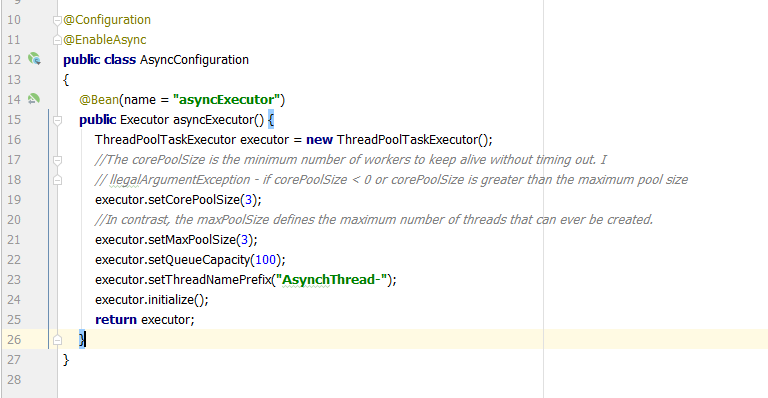 10 @Configuration
11 @EnableAsync
12 public class AsyncConfiguration
13 {
14 @Bean(name = "asyncExecutor")
15 public Executor asyncExecutor() {
16 ThreadPoolTaskExecutor executor = new ThreadPoolTaskExecutor();
17 //The corePoolSize is the minimum number of workers to keep alive without timing out. I
18 // llegalArgumentException - if corePoolSize < 0 or corePoolSize is greater than the maximum pool size
19 executor.setCorePoolSize(3);
20 //In contrast, the maxPoolSize defines the maximum number of threads that can ever be created.
21 executor.setMaxPoolSize(3);
22 executor.setQueueCapacity(100);
23 executor.setThreadNamePrefix("AsynchThread-");
24 executor.initialize();
25 return executor;
26 }
27 }
28